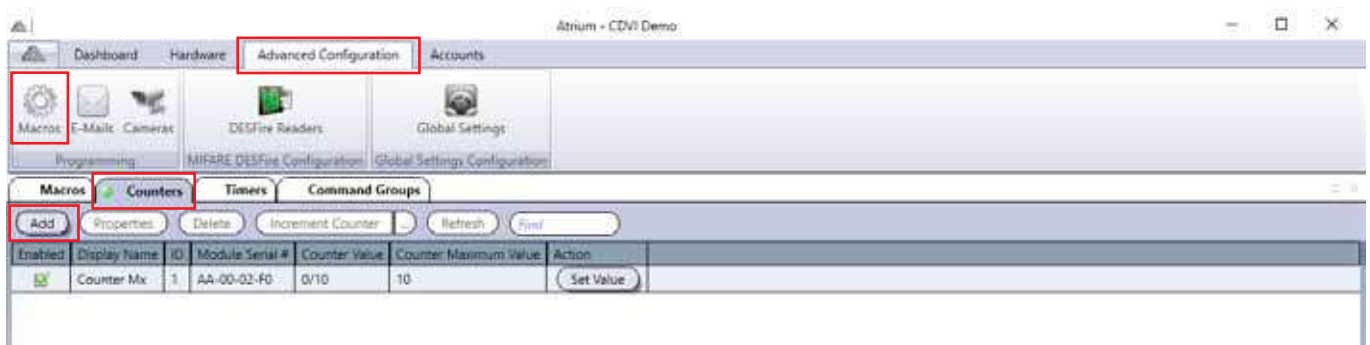 Atrium - CDVI Demo
Dashboard Hardware Advanced Configuration Accounts
Macros E-Mails Cameras DESFire Readers Global Settings
Programming MIFARE DESFire Configuration Global Settings Configuration
Macros Counters Timers Command Groups
Add Properties Delete Increment Counter ... Refresh Find
Enabled Display Name ID Module Serial # Counter Value Counter Maximum Value Action
Counter Mx 1 AA-00-02-F0 0/10 10 Set Value